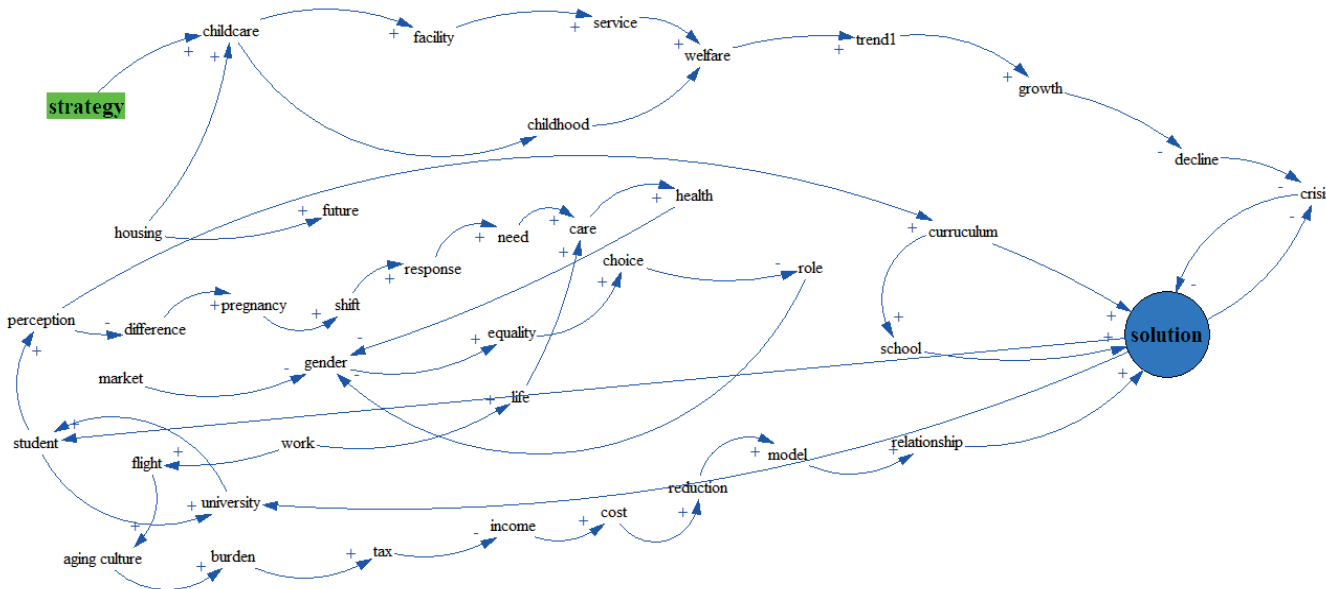 childcare
facility
service
welfare
trend1
growth
strategy
childhood
decline
crisi
housing
future
health
need
care
curruculum
response
choice
role
pregnancy
shift
perception
difference
equality
solution
gender
school
market
life
student
work
flight
relationship
model
reduction
university
cost
income
aging culture
burden
tax